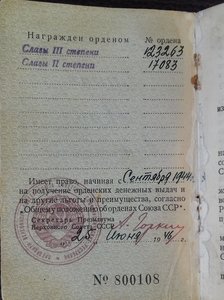 Награжден орденом № ордена
Славы III степени 123263
Славы II степени 17083
Имеет право, начиная с Сентября 1944 г.
на получение орденских денежных выдач и
на другие льготы и преимущества, согласно
«Общему положению об орденах Союза ССР».
Секретарь Президиума
Верховного Совета СССР А. Горкин
"25" Июня г.
№ 800108